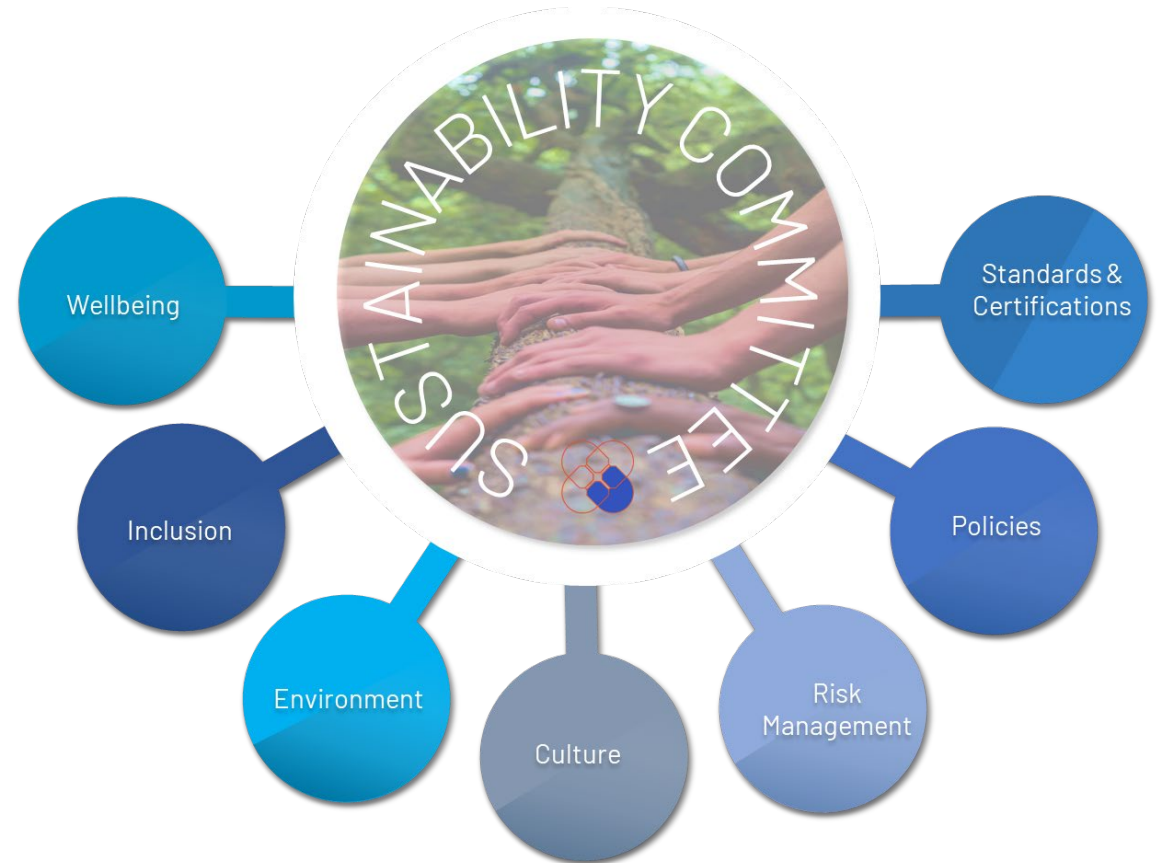 SUSTAINABILITY COMMITTEE
Wellbeing
Standards &
Certifications
Inclusion
Policies
Environment
Risk
Management
Culture